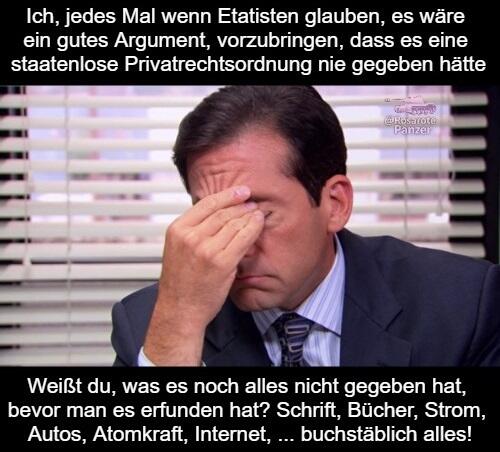 Ich, jedes Mal wenn Etatisten glauben, es wäre
ein gutes Argument, vorzubringen, dass es eine
staatenlose Privatrechtsordnung nie gegeben hätte
@Rosarote
Panzer
Weißt du, was es noch alles nicht gegeben hat,
bevor man es erfunden hat? Schrift, Bücher, Strom,
Autos, Atomkraft, Internet, ... buchstäblich alles!